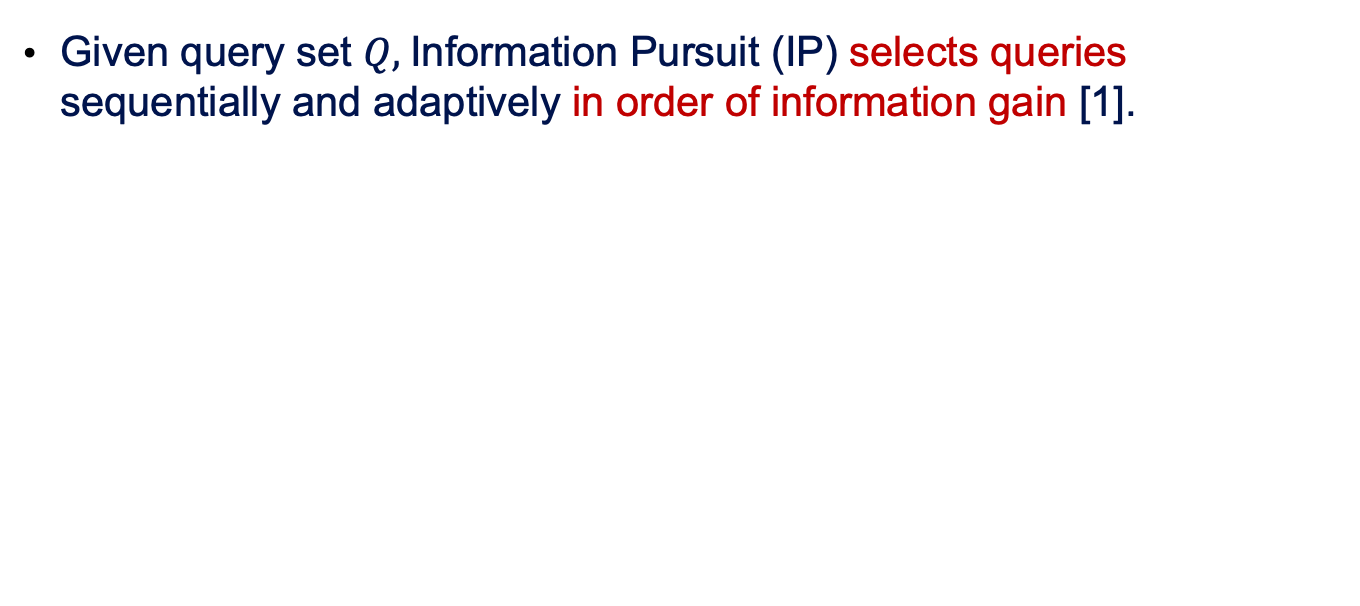 • Given query set Q, Information Pursuit (IP) selects queries
sequentially and adaptively in order of information gain [1].